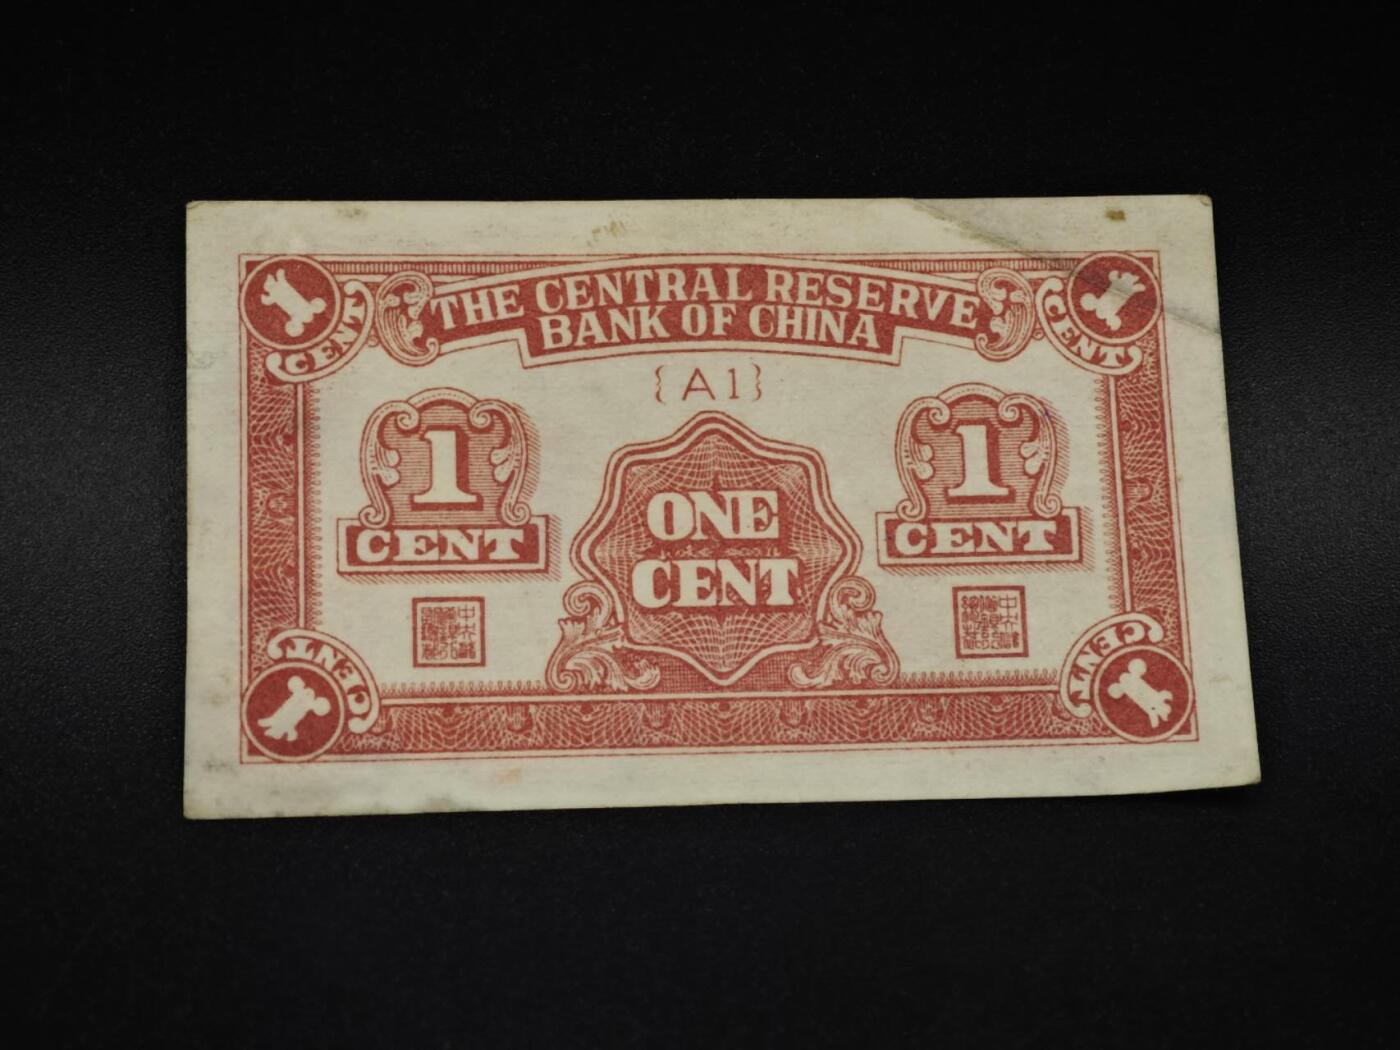 THE CENTRAL RESERVE
BANK OF CHINA
{A1}
CENT
CENT
1
CENT
ONE
CENT
1
CENT
CENT
CENT